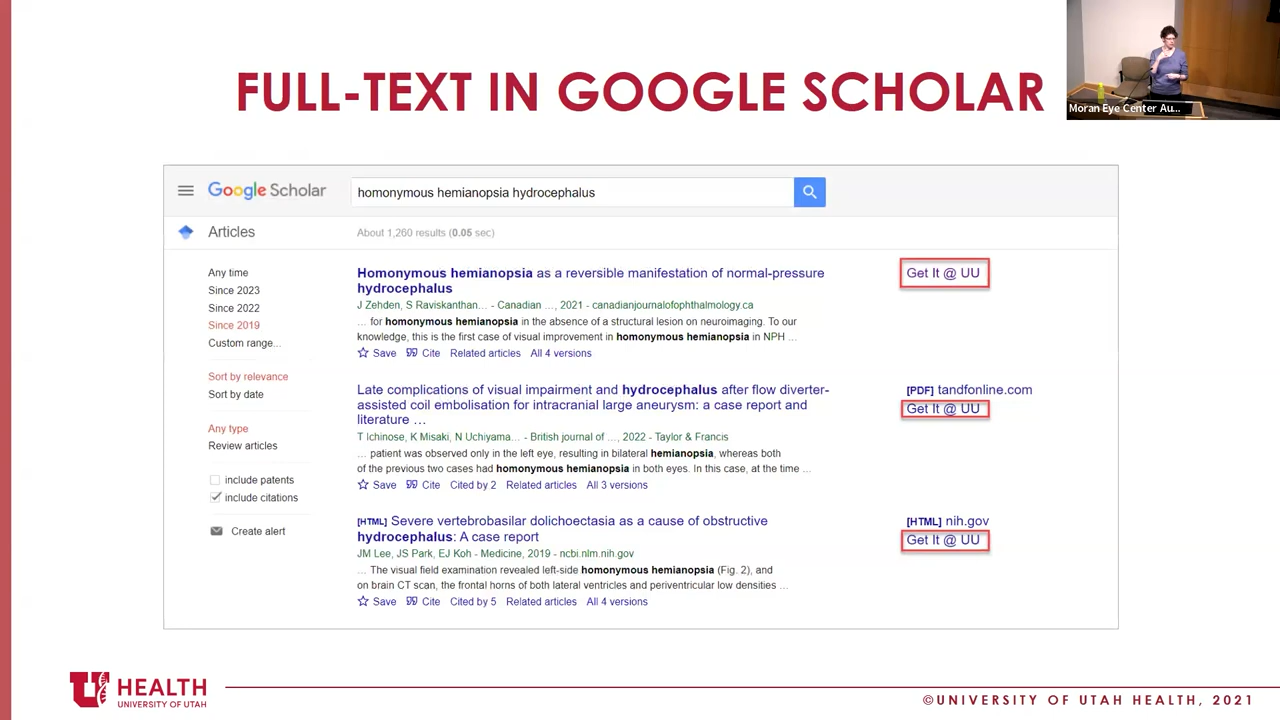 FULL-TEXT IN GOOGLE SCHOLAR
Moran Eye Center Au...
Google Scholar
homonymous hemianopsia hydrocephalus
Articles
About 1,260 results (0.05 sec)
Any time
Since 2023
Since 2022
Since 2019
Custom range...
Sort by relevance
Sort by date
Any type
Review articles
include patents
include citations
Create alert
Homonymous hemianopsia as a reversible manifestation of normal-pressure
hydrocephalus
J Zehden, S Raviskanthan... - Canadian ..., 2021 - canadianjournalofophthalmology.ca
... for homonymous hemianopsia in the absence of a structural lesion on neuroimaging. To our
knowledge, this is the first case of visual improvement in homonymous hemianopsia in NPH ...
Save Cite Related articles All 4 versions
Get It @ UU
Late complications of visual impairment and hydrocephalus after flow diverter-
assisted coil embolisation for intracranial large aneurysm: a case report and
literature ...
T Ichinose, K Misaki, N Uchiyama... - British journal of ..., 2022 - Taylor & Francis
... patient was observed only in the left eye, resulting in bilateral hemianopsia, whereas both
of the previous two cases had homonymous hemianopsia in both eyes. In this case, at the time ...
Save Cite Cited by 2 Related articles All 3 versions
[PDF] tandfonline.com
Get It @ UU
[HTML] Severe vertebrobasilar dolichoectasia as a cause of obstructive
hydrocephalus: A case report
JM Lee, JS Park, EJ Koh - Medicine, 2019 - ncbi.nlm.nih.gov
... The visual field examination revealed left-side homonymous hemianopsia (Fig. 2), and
on brain CT scan, the frontal horns of both lateral ventricles and periventricular low densities ...
Save Cite Cited by 5 Related articles All 4 versions
[HTML] nih.gov
Get It @ UU
U HEALTH
UNIVERSITY OF UTAH
©UNIVERSITY OF UTAH HEALTH, 2021